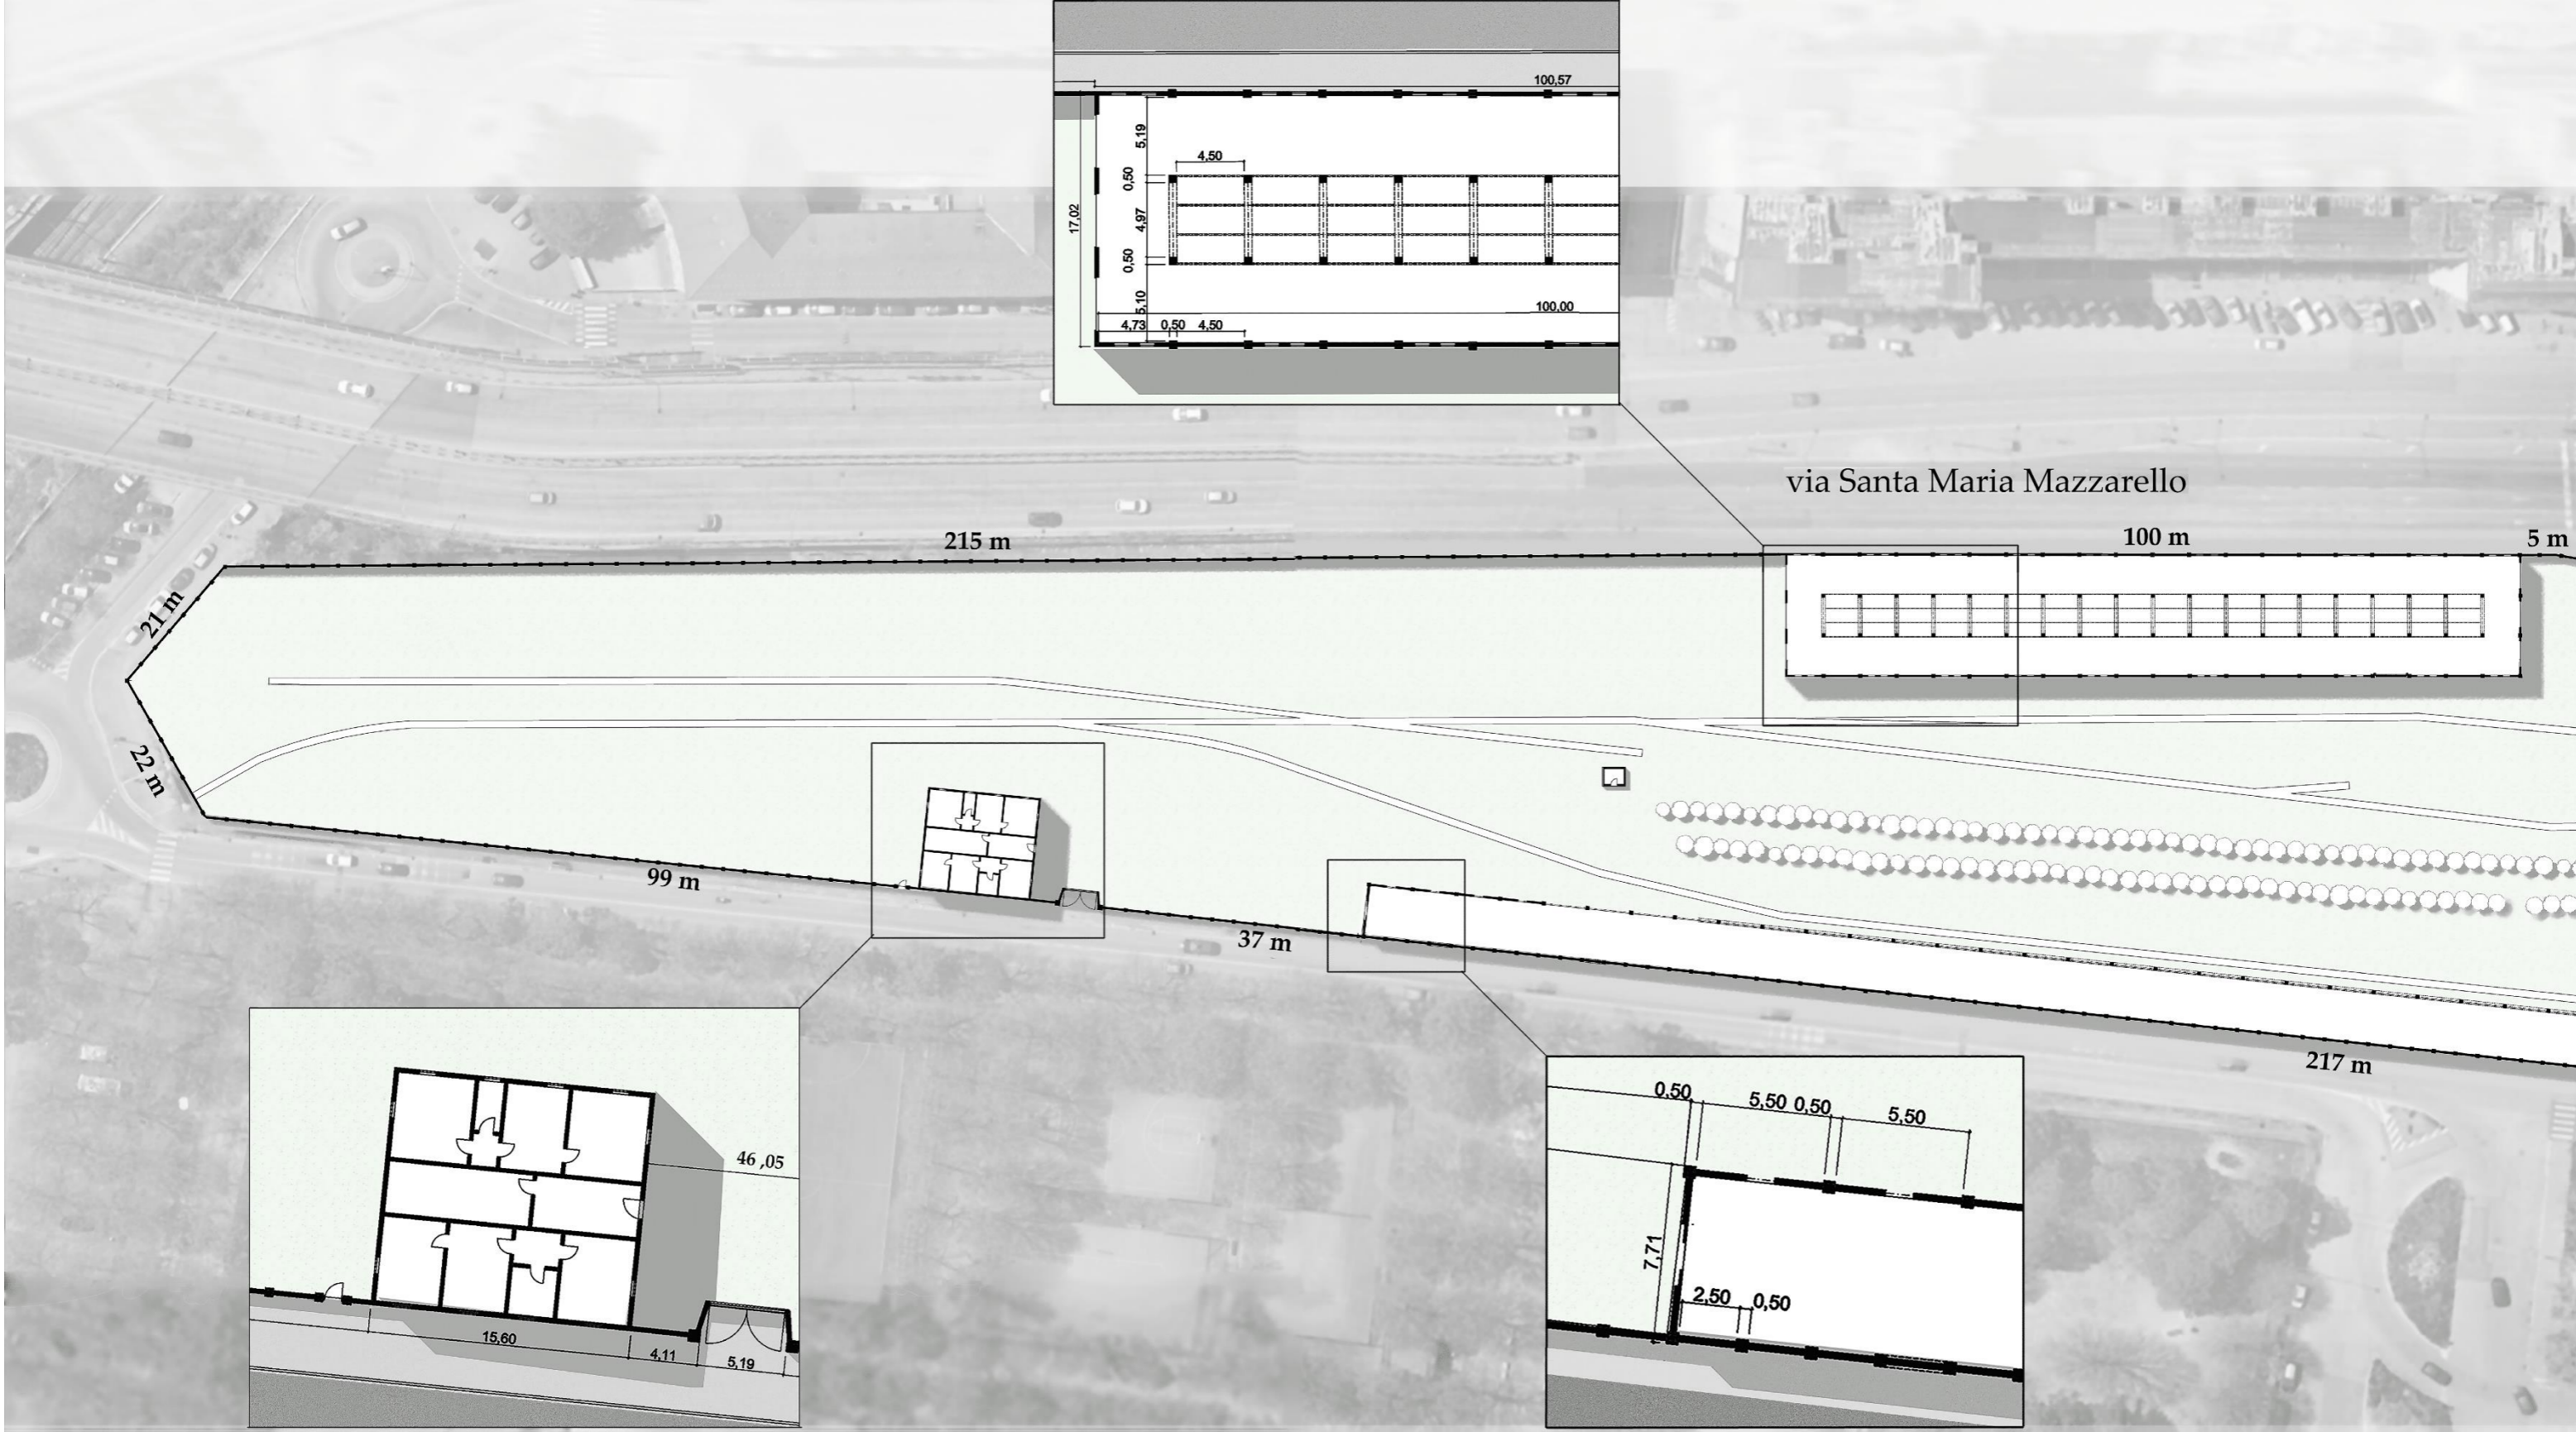 100,57
5,19
4,50
0,50
17,02
4,97
0,50
5,10
100,00
4,73 0,50 4,50
via Santa Maria Mazzarello
215 m
100 m
5 m
21 m
22 m
99 m
37 m
217 m
46 ,05
15,60
4,11
5,19
0,50
5,50 0,50
5,50
7,71
2,50 0,50